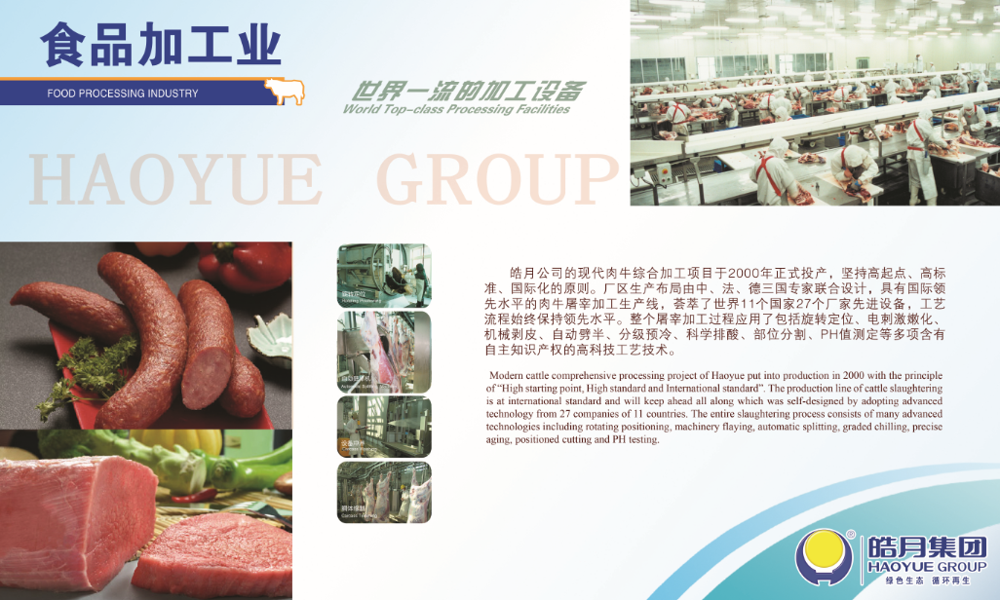 食品加工业
FOOD PROCESSING INDUSTRY
世界一流的加工设备
World Top-class Processing Facilities
HAOYUE GROUP
旋转定位
Rotating Positioning
自动劈半机
设备间示
胴体修割
皓月公司的现代肉牛综合加工项目于2000年正式投产，坚持高起点、高标
准、国际化的原则。厂区生产布局由中、法、德三国专家联合设计，具有国际领
先水平的肉牛屠宰加工生产线，荟萃了世界11个国家27个厂家先进设备，工艺
流程始终保持领先水平。整个屠宰加工过程应用了包括旋转定位、电刺激嫩化、
机械剥皮、自动劈半、分级预冷、科学排酸、部位分割、PH值测定等多项含有
自主知识产权的高科技工艺技术。
Modern cattle comprehensive processing project of Haoyue put into production in 2000 with the principle
of “High starting point, High standard and International standard”. The production line of cattle slaughtering
is at international standard and will keep ahead all along which was self-designed by adopting advanced
technology from 27 companies of 11 countries. The entire slaughtering process consists of many advanced
technologies including rotating positioning, machinery flaying, automatic splitting, graded chilling, precise
aging, positioned cutting and PH testing.
®
皓月集团
HAOYUE GROUP
绿色生态 循环再生